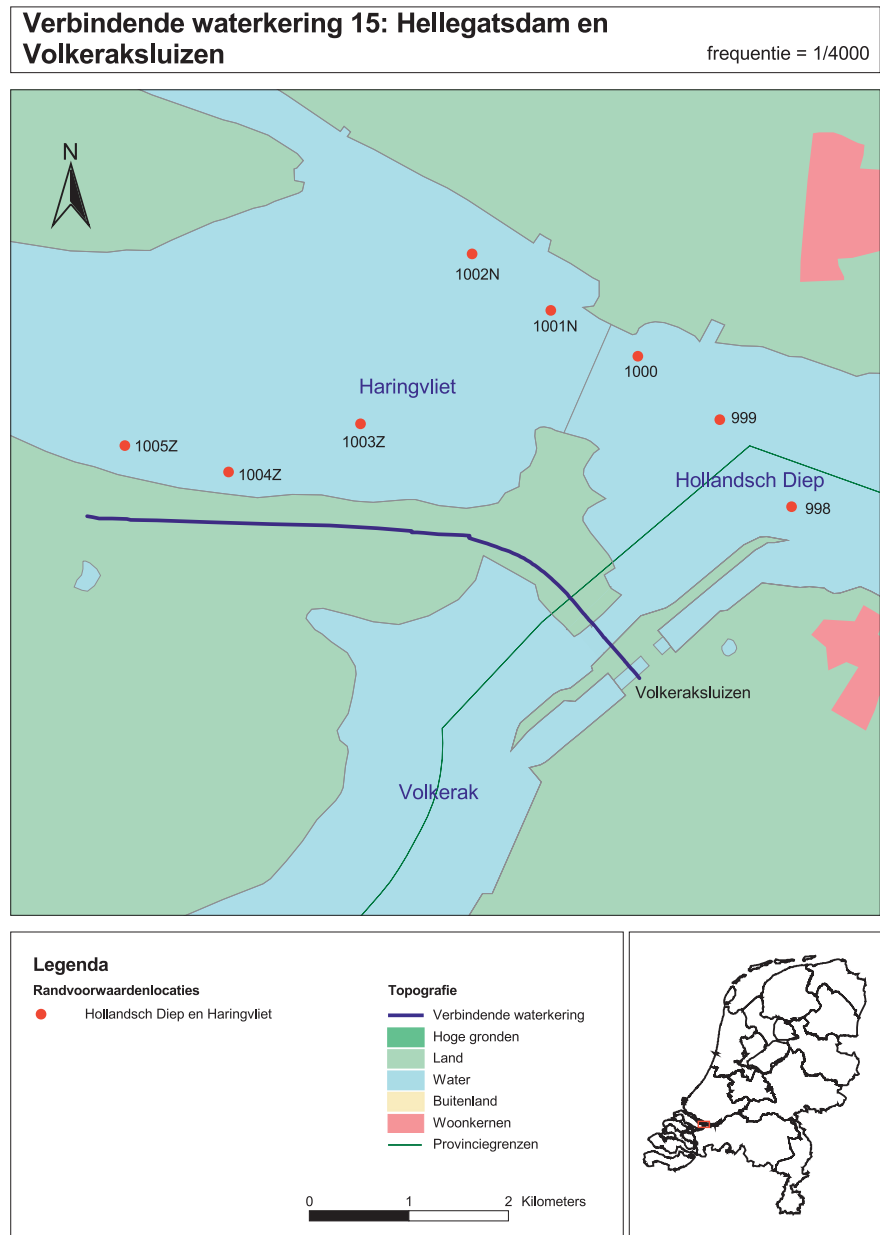 Verbindende waterkering 15: Hellegatsdam en
Volkeraksluizen
frequentie = 1/4000
N
1002N
1001N
1000
Haringvliet
999
1003Z
1005Z
1004Z
Hollandsch Diep
998
Volkeraksluizen
Volkerak
Legenda
Randvoorwaardenlocaties
Hollandsch Diep en Haringvliet
Topografie
Verbindende waterkering
Hoge gronden
Land
Water
Buitenland
Woonkernen
Provinciegrenzen
0 1 2 Kilometers